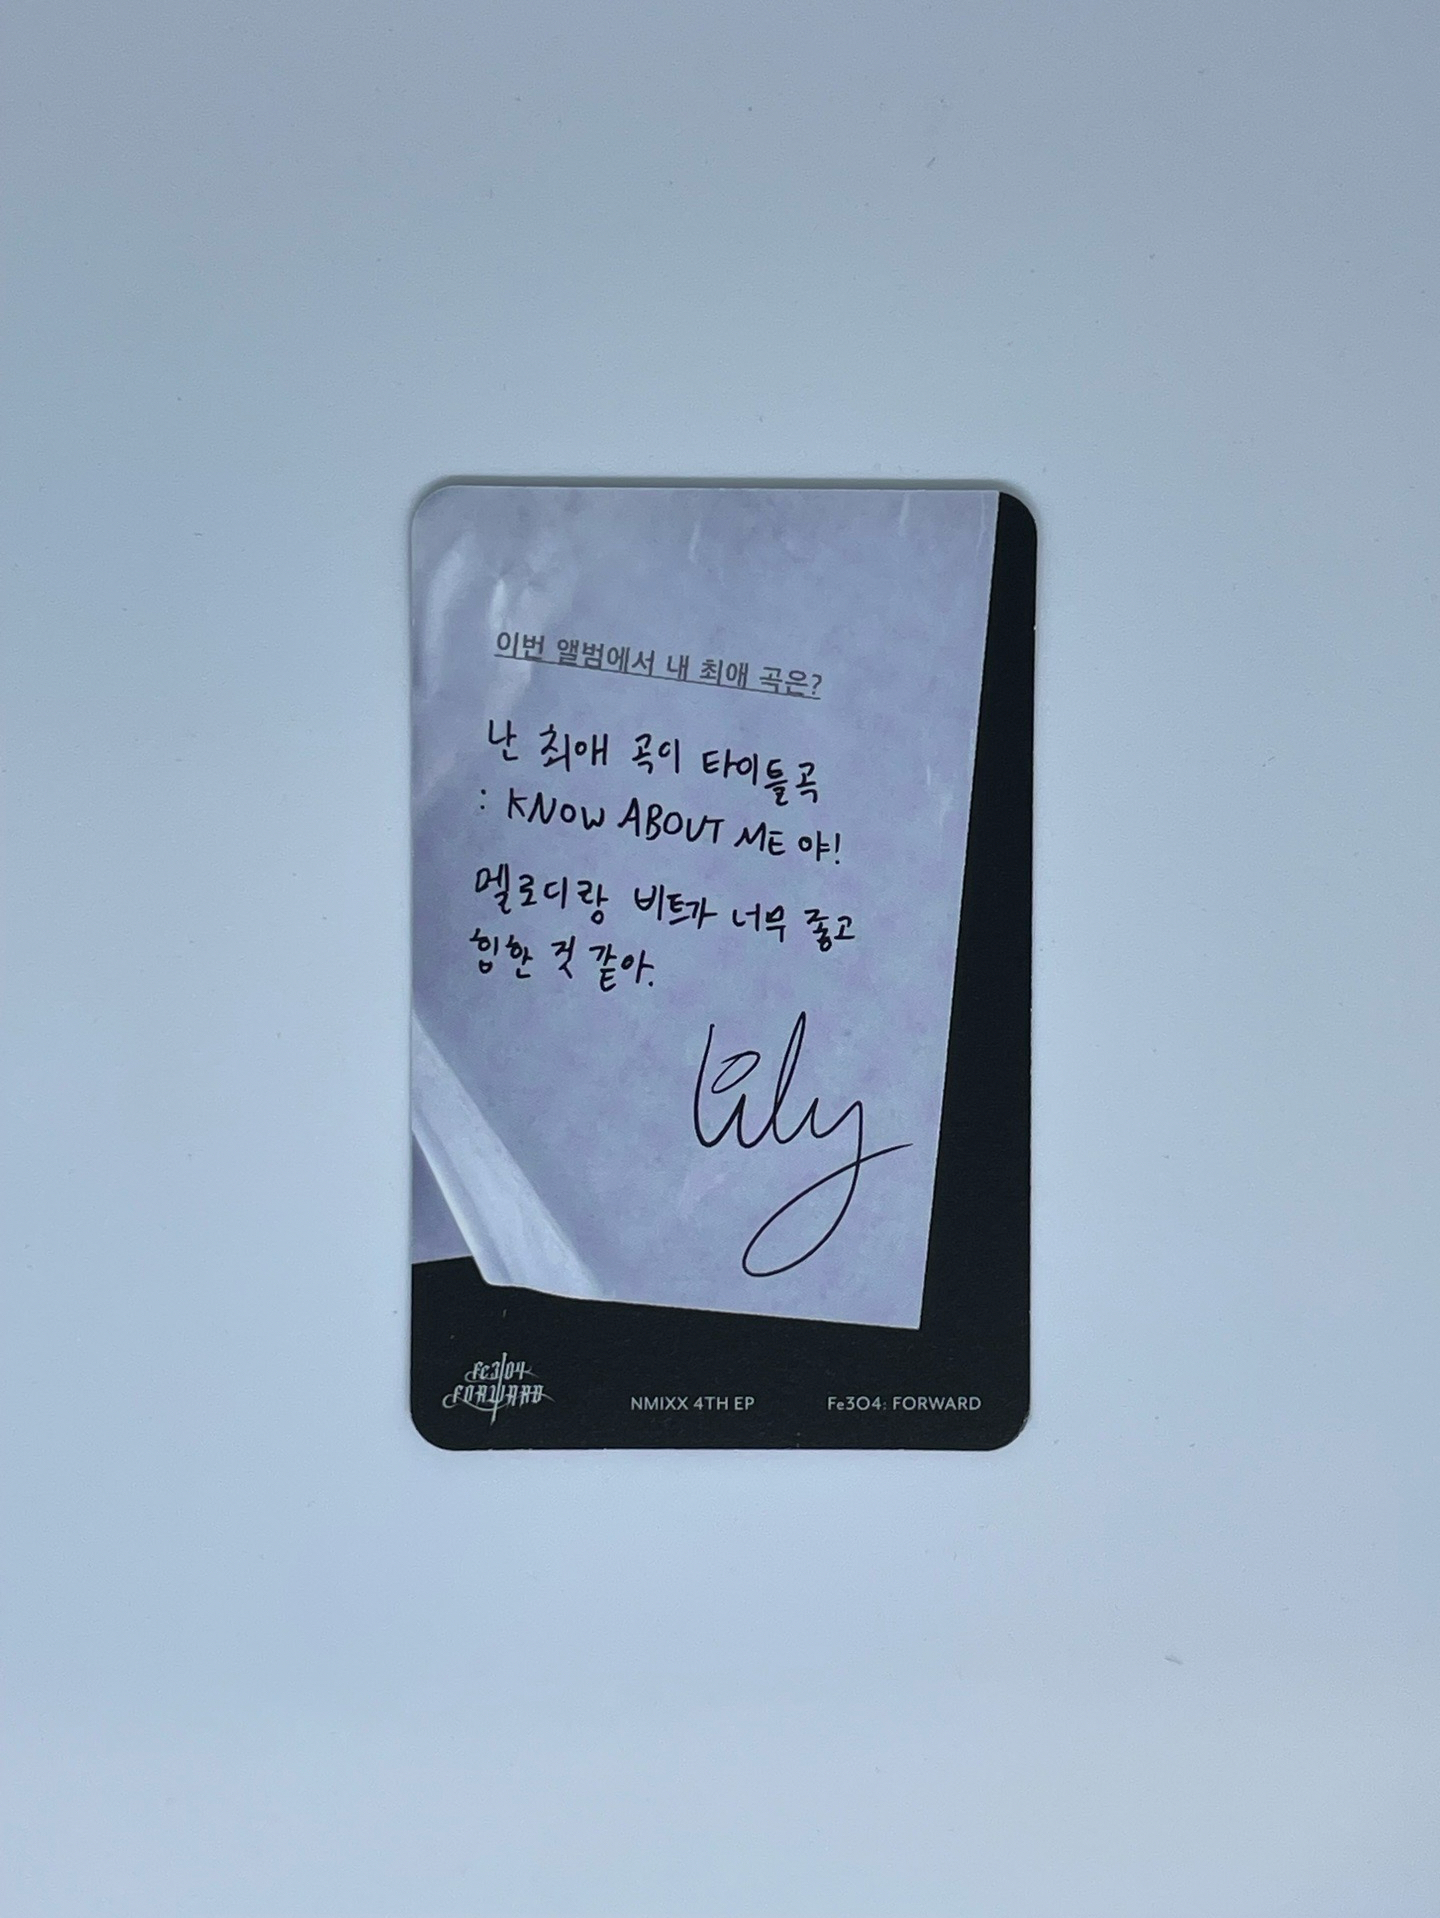 이번 앨범에서 내 최애 곡은?
난 최애 곡이 타이틀곡
: KNOW ABOUT ME 야!
멜로디랑 비트가 너무 좋고
힙한 것 같아.
Lily
Fe3O4
FORWARD
NMIXX 4TH EP
Fe3O4: FORWARD